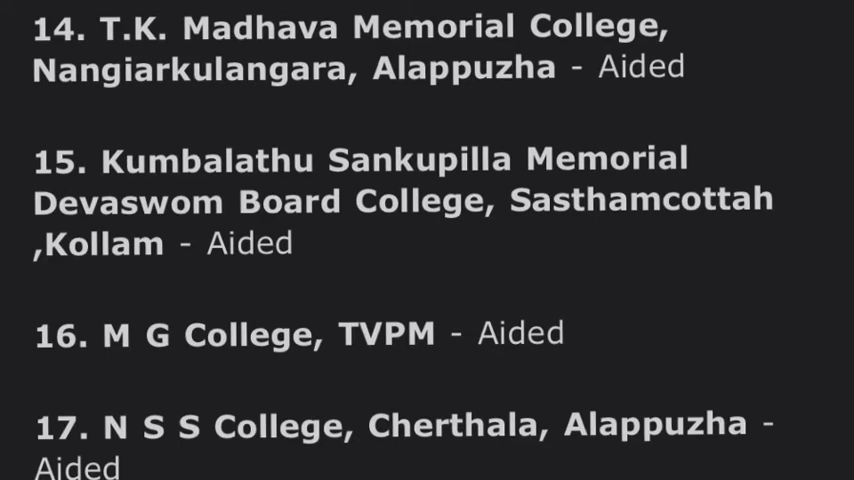 14. T.K. Madhava Memorial College,
Nangiarkulangara, Alappuzha - Aided
15. Kumbalathu Sankupilla Memorial
Devaswom Board College, Sasthamcottah
,Kollam - Aided
16. M G College, TVPM - Aided
17. N S S College, Cherthala, Alappuzha -
Aided